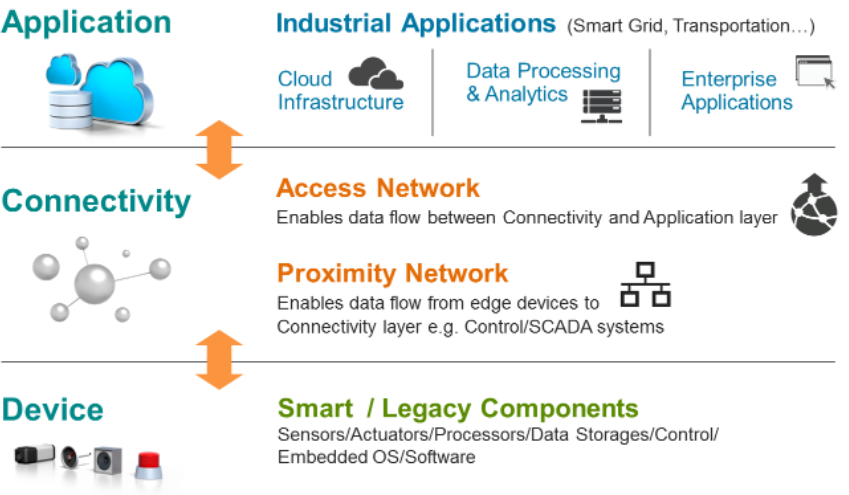 Application
Industrial Applications (Smart Grid, Transportation...)
Cloud
Infrastructure
Data Processing
& Analytics
Enterprise
Applications
Connectivity
Access Network
Enables data flow between Connectivity and Application layer
Proximity Network
Enables data flow from edge devices to
Connectivity layer e.g. Control/SCADA systems
Device
Smart / Legacy Components
Sensors/Actuators/Processors/Data Storages/Control/
Embedded OS/Software